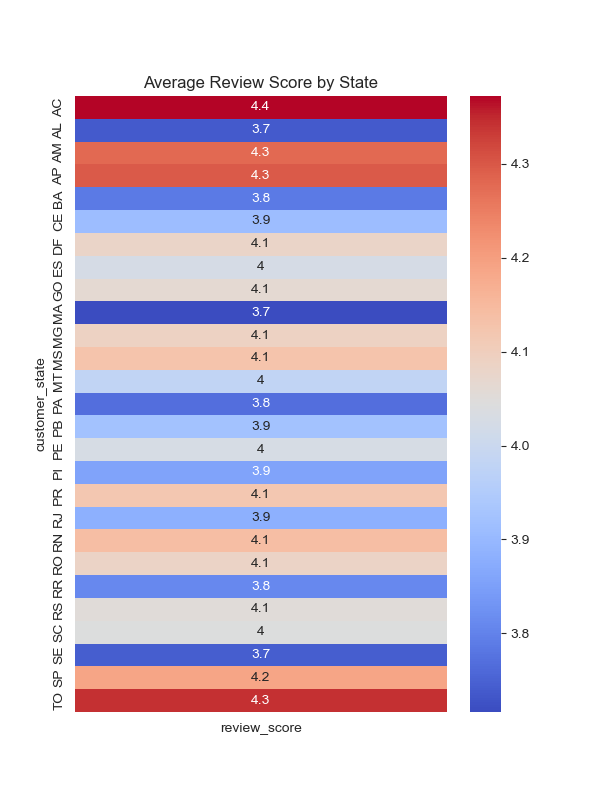 Average Review Score by State
customer_state
AC 4.4
AL 3.7
AM 4.3
AP 4.3
BA 3.8
CE 3.9
DF 4.1
ES 4
GO 4.1
MA 3.7
MG 4.1
MS 4.1
MT 4
PA 3.8
PB 3.9
PE 4
PI 3.9
PR 4.1
RJ 3.9
RN 4.1
RO 4.1
RR 3.8
RS 4.1
SC 4
SE 3.7
SP 4.2
TO 4.3
review_score
4.3
4.2
4.1
4.0
3.9
3.8